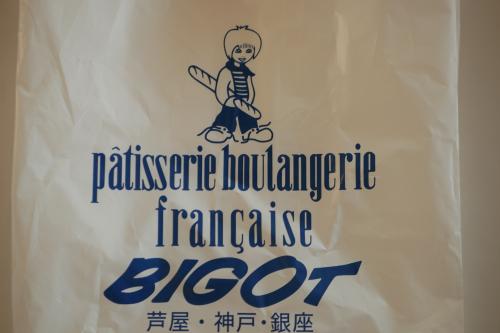 pâtisserie boulangerie
française
BIGOT
芦屋・神戸・銀座